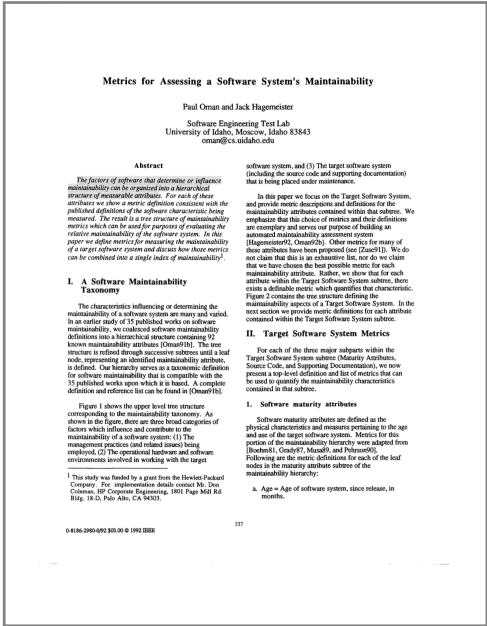 Metrics for Assessing a Software System's Maintainability
Paul Oman and Jack Hagemeister
Software Engineering Test Lab
University of Idaho, Moscow, Idaho 83843
oman@cs.uidaho.edu
Abstract
The factors of software that determine or influence
maintainability can be organized into a hierarchical
structure of measurable attributes. For each of these
attributes we show a metric definition consistent with the
published definitions of the software characteristic being
measured. The result is a tree structure of maintainability
metrics which can be used for purposes of evaluating the
relative maintainability of the software system. In this
paper we define metrics for measuring the maintainability
of a target software system and discuss how those metrics
can be combined into a single index of maintainability1.
I. A Software Maintainability
Taxonomy
The characteristics influencing or determining the
maintainability of a software system are many and varied.
In an earlier study of 35 published works on software
maintainability, we coalesced software maintainability
definitions into a hierarchical structure containing 92
known maintainability attributes [Oman91b]. The tree
structure is refined through successive subtrees until a leaf
node, representing an identified maintainability attribute,
is defined. Our hierarchy serves as a taxonomic definition
for software maintainability that is compatible with the
35 published works upon which it is based. A complete
definition and reference list can be found in [Oman91b].
Figure 1 shows the upper level tree structure
corresponding to the maintainability taxonomy. As
shown in the figure, there are three broad categories of
factors which influence and contribute to the
maintainability of a software system: (1) The
management practices (and related issues) being
employed, (2) The operational hardware and software
environments involved in working with the target
1 This study was funded by a grant from the Hewlett-Packard
Company. For implementation details contact Mr. Don
Coleman, HP Corporate Engineering, 1801 Page Mill Rd.
Bldg. 18-D, Palo Alto, CA 94303.
software system, and (3) The target software system
(including the source code and supporting documentation)
that is being placed under maintenance.
In this paper we focus on the Target Software System,
and provide metric descriptions and definitions for the
maintainability attributes contained within that subtree. We
emphasize that this choice of metrics and their definitions
are exemplary and serves our purpose of building an
automated maintainability assessment system
[Hagemeister92, Oman92b]. Other metrics for many of
these attributes have been proposed (see [Zuse91]). We do
not claim that this is an exhaustive list, nor do we claim
that we have chosen the best possible metric for each
maintainability attribute. Rather, we show that for each
attribute within the Target Software System subtree, there
exists a definable metric which quantifies that characteristic.
Figure 2 contains the tree structure defining the
maintainability aspects of a Target Software System. In the
next section we provide metric definitions for each attribute
contained within the Target Software System subtree.
II. Target Software System Metrics
For each of the three major subparts within the
Target Software System subtree (Maturity Attributes,
Source Code, and Supporting Documentation), we now
present a top-level definition and list of metrics that can
be used to quantify the maintainability characteristics
contained in that subtree.
1. Software maturity attributes
Software maturity attributes are defined as the
physical characteristics and measures pertaining to the age
and use of the target software system. Metrics for this
portion of the maintainability hierarchy were adapted from
[Boehm81, Grady87, Musa89, and Pehrson90].
Following are the metric definitions for each of the leaf
nodes in the maturity attribute subtree of the
maintainability hierarchy:
a. Age = Age of software system, since release, in
months.
337
0-8186-2980-0/92 $03.00 © 1992 IEEE